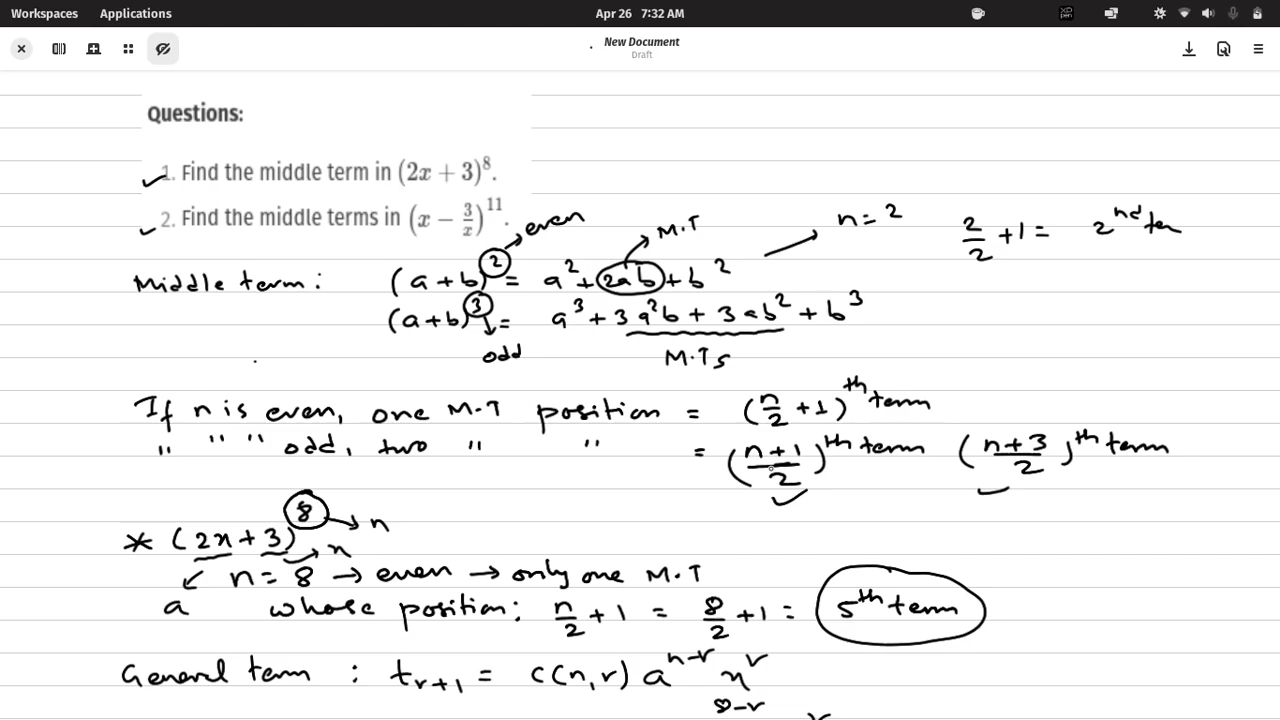 Workspaces Applications Apr 26 7:32 AM
New Document
Draft
Questions:
1. Find the middle term in (2x + 3)^8.
2. Find the middle terms in (x − 3/x)^11.
even
M.T
n = 2
2/2 + 1 = 2nd ter
Middle term : (a + b)^2 = a^2 + 2ab + b^2
(a + b)^3 = a^3 + 3a^2b + 3ab^2 + b^3
odd
M.Ts
If n is even, one M.T position = (n/2 + 1)th term
" " " odd, two " " = (n+1/2)th term (n+3/2)th term
* (2x + 3)^8 → n
→ x
a
n = 8 → even → only one M.T
whose position : n/2 + 1 = 8/2 + 1 = 5th term
General term : t_{r+1} = C(n,r) a^{n-r} x^r
8-r r